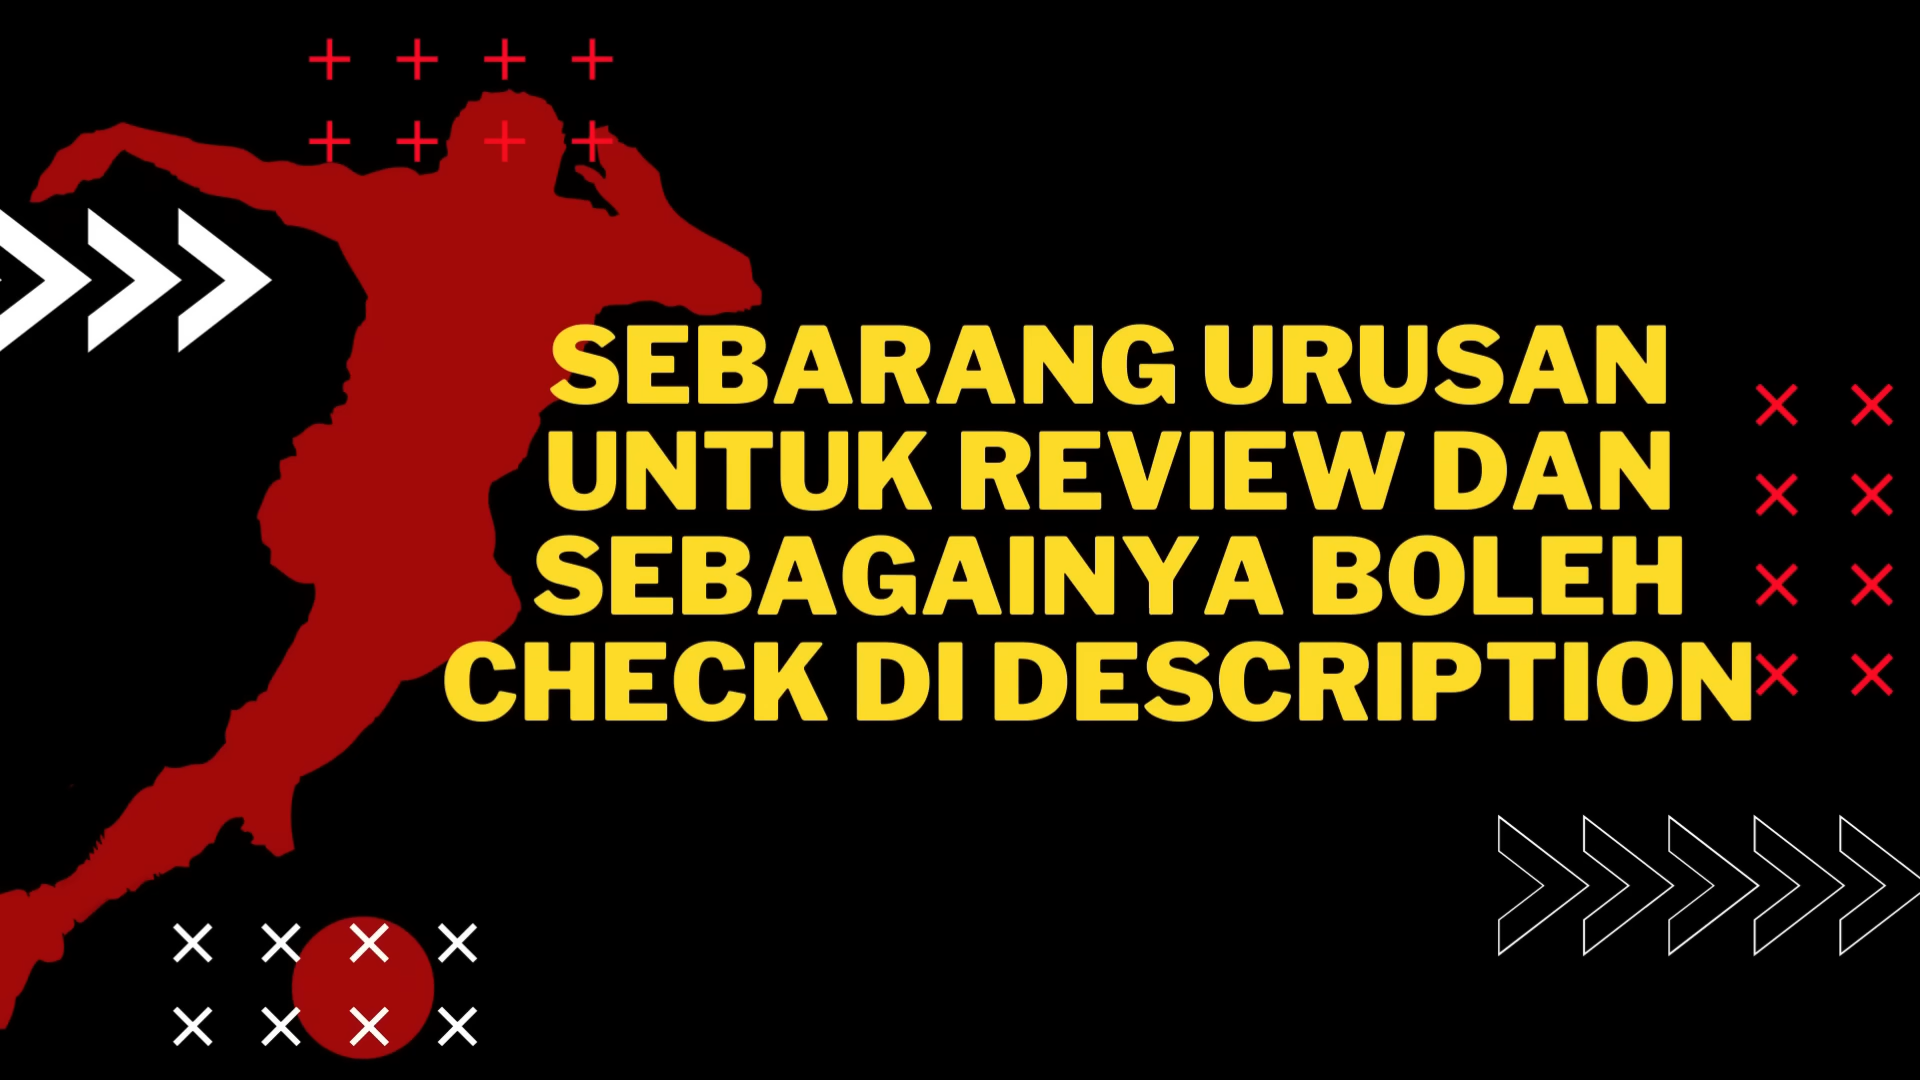 SEBARANG URUSAN
UNTUK REVIEW DAN
SEBAGAINYA BOLEH
CHECK DI DESCRIPTION